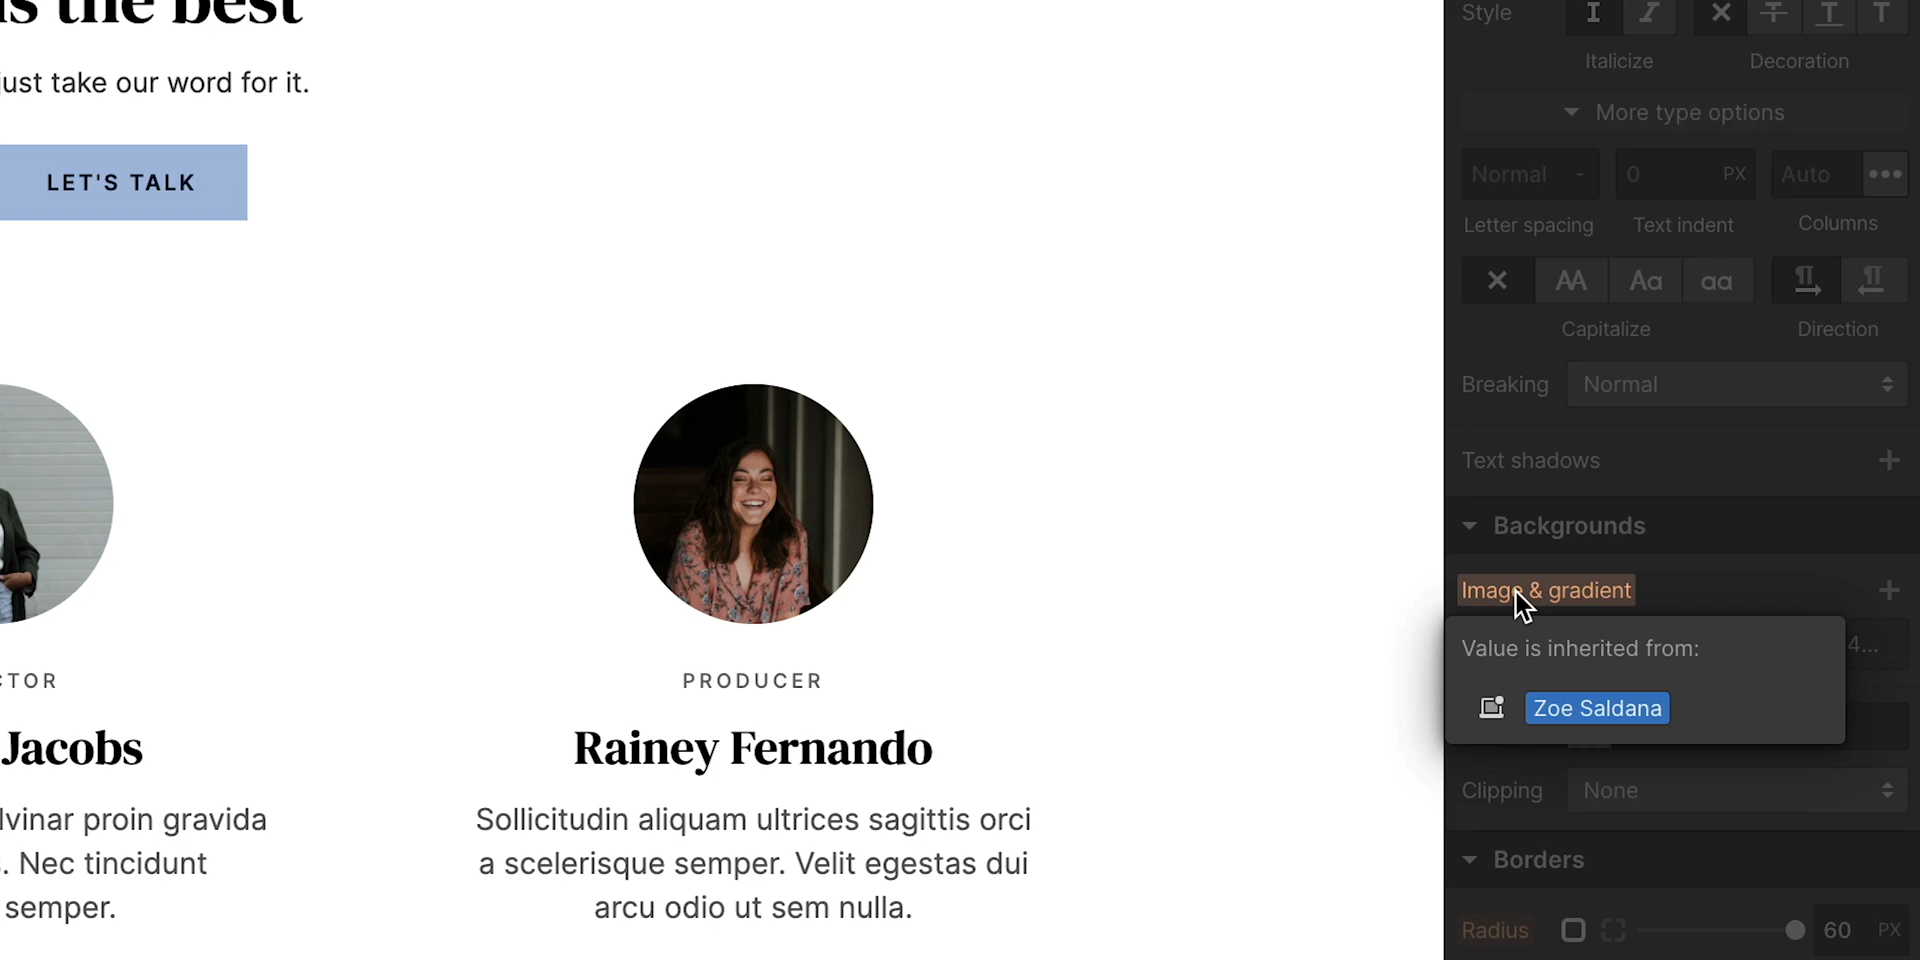 is the best
just take our word for it.
LET'S TALK
CTOR
Jacobs
lvinar proin gravida
s. Nec tincidunt
semper.
PRODUCER
Rainey Fernando
Sollicitudin aliquam ultrices sagittis orci
a scelerisque semper. Velit egestas dui
arcu odio ut sem nulla.
Style
Italicize
Decoration
More type options
Normal -
0 PX
Auto
Letter spacing
Text indent
Columns
AA Aa aa
Capitalize
Direction
Breaking Normal
Text shadows
Backgrounds
Image & gradient
Value is inherited from:
4...
Zoe Saldana
Clipping None
Borders
Radius 60 PX